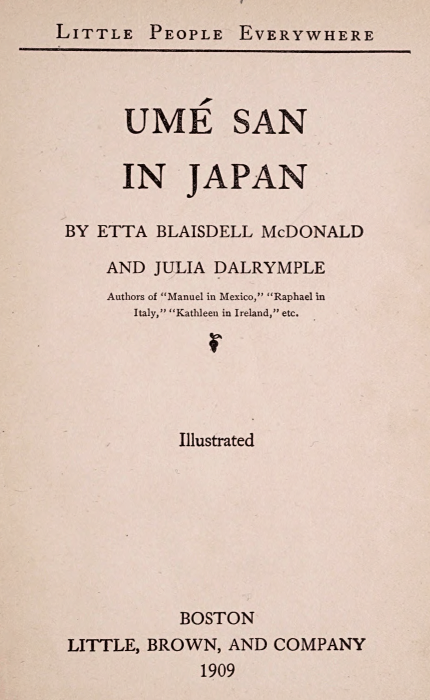 LITTLE PEOPLE EVERYWHERE
UMÉ SAN
IN JAPAN
BY ETTA BLAISDELL McDONALD
AND JULIA DALRYMPLE
Authors of "Manuel in Mexico," "Raphael in
Italy," "Kathleen in Ireland," etc.
Illustrated
BOSTON
LITTLE, BROWN, AND COMPANY
1909